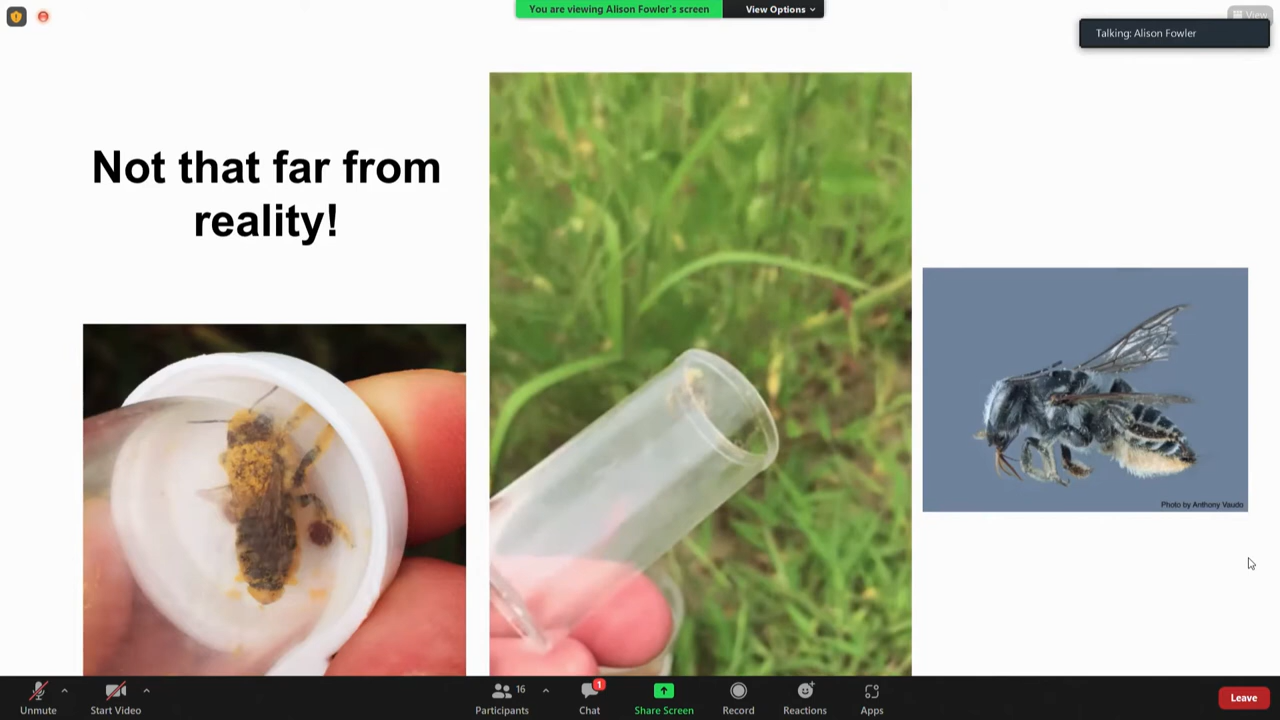 You are viewing Alison Fowler's screen
View Options
View
Talking: Alison Fowler
Not that far from
reality!
Photo by Anthony Vaudo
Unmute
Start Video
16
Participants
1
Chat
Share Screen
Record
Reactions
Apps
Leave